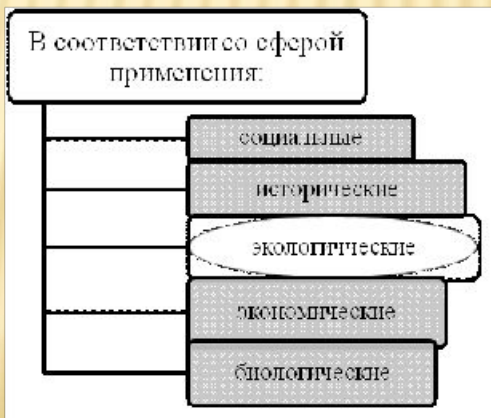 В соответствии со сферой
применения:
социальные
исторические
экологические
экономические
биологические